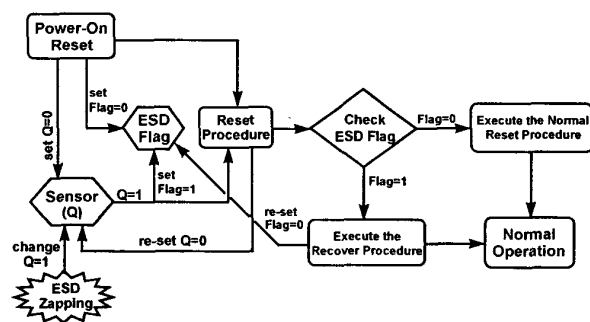 Power-On
Reset
set
Flag=0
ESD
Flag
set Q=0
Reset
Procedure
Check
ESD Flag
Flag=0
Execute the Normal
Reset Procedure
Sensor
(Q)
Q=1
set
Flag=1
Flag=1
re-set
Flag=0
change
Q=1
re-set Q=0
Execute the
Recover Procedure
Normal
Operation
ESD
Zapping